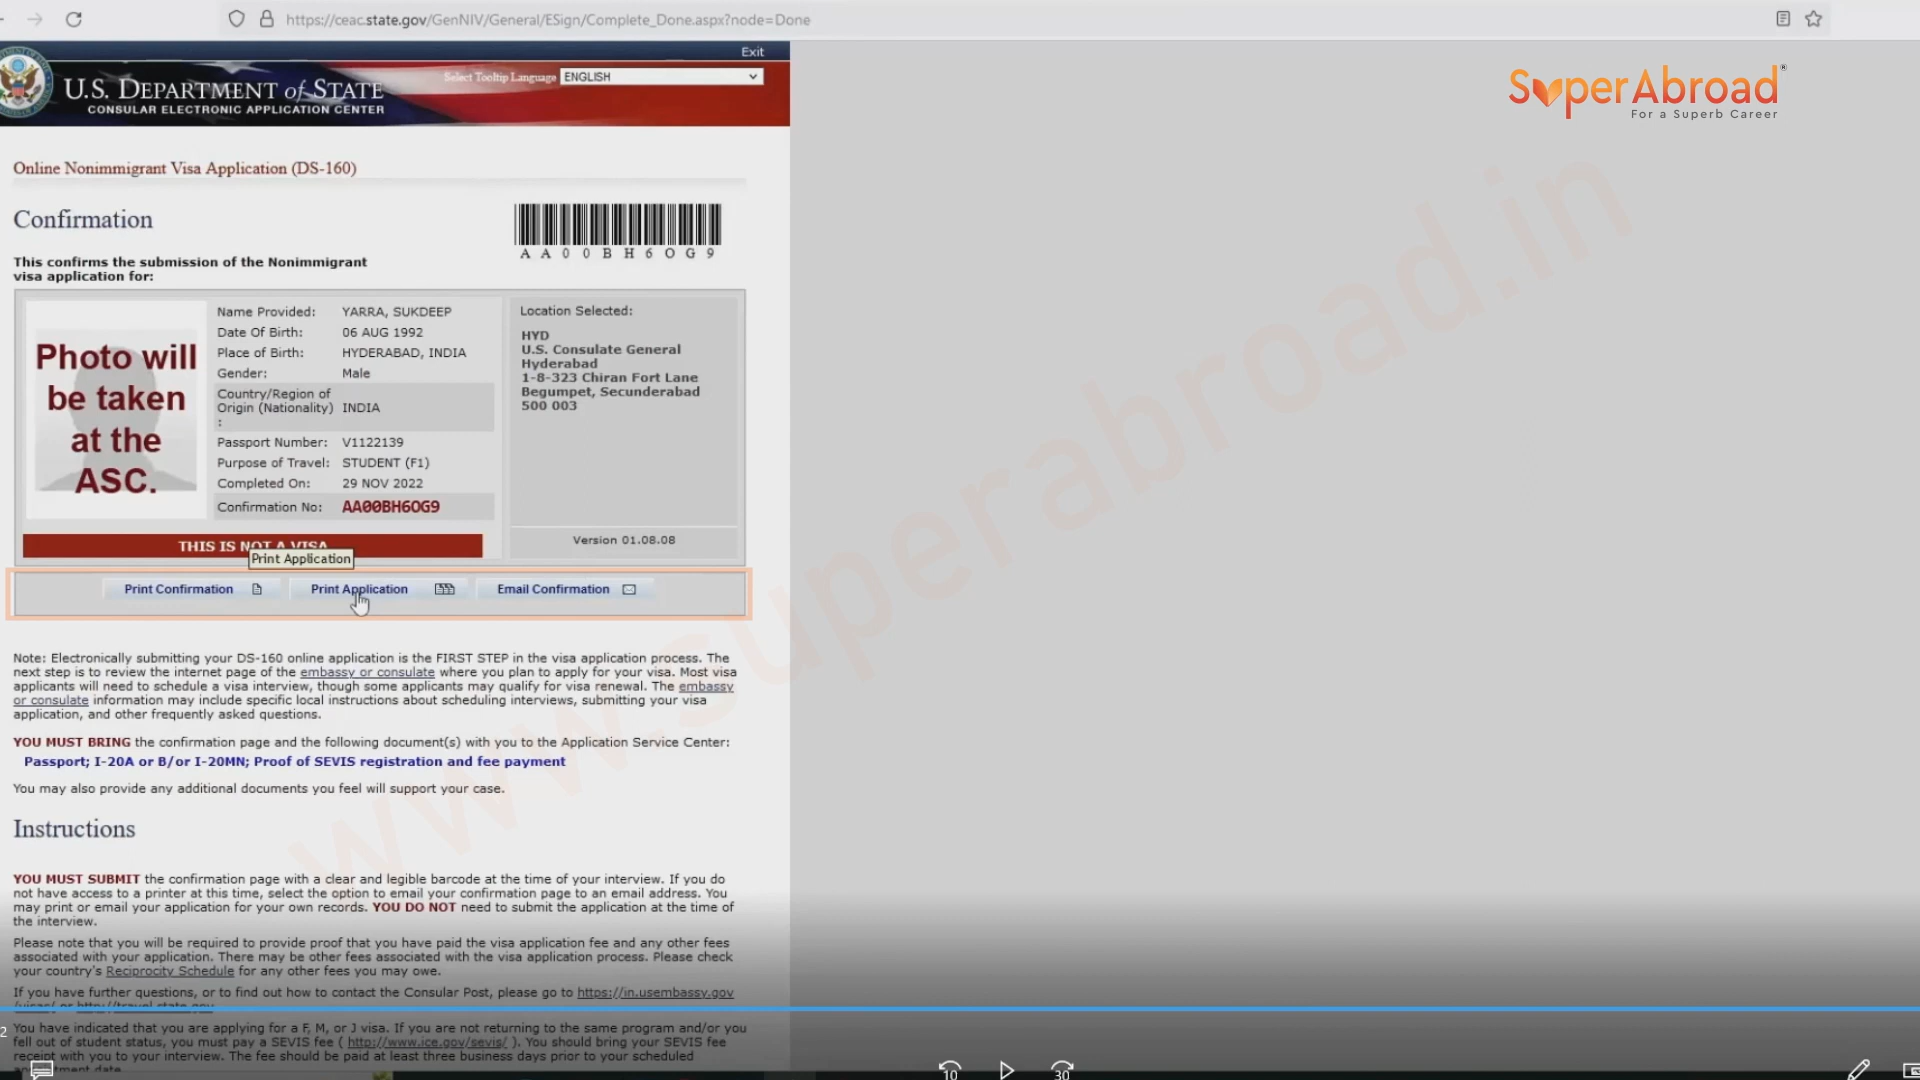 https://ceac.state.gov/GenNIV/General/ESign/Complete_Done.aspx?node=Done
Exit
U.S. DEPARTMENT of STATE
CONSULAR ELECTRONIC APPLICATION CENTER
Select Tooltip Language ENGLISH
SuperAbroad®
For a Superb Career
Online Nonimmigrant Visa Application (DS-160)
Confirmation
AA00BH6OG9
This confirms the submission of the Nonimmigrant
visa application for:
Photo will
be taken
at the
ASC.
Name Provided: YARRA, SUKDEEP
Date Of Birth: 06 AUG 1992
Place of Birth: HYDERABAD, INDIA
Gender: Male
Country/Region of
Origin (Nationality) INDIA
:
Passport Number: V1122139
Purpose of Travel: STUDENT (F1)
Completed On: 29 NOV 2022
Confirmation No: AA00BH6OG9
Location Selected:
HYD
U.S. Consulate General
Hyderabad
1-8-323 Chiran Fort Lane
Begumpet, Secunderabad
500 003
Version 01.08.08
THIS IS NOT A VISA
Print Application
Print Confirmation
Print Application
Email Confirmation
Note: Electronically submitting your DS-160 online application is the FIRST STEP in the visa application process. The
next step is to review the internet page of the embassy or consulate where you plan to apply for your visa. Most visa
applicants will need to schedule a visa interview, though some applicants may qualify for visa renewal. The embassy
or consulate information may include specific local instructions about scheduling interviews, submitting your visa
application, and other frequently asked questions.
YOU MUST BRING the confirmation page and the following document(s) with you to the Application Service Center:
Passport; I-20A or B/or I-20MN; Proof of SEVIS registration and fee payment
You may also provide any additional documents you feel will support your case.
Instructions
YOU MUST SUBMIT the confirmation page with a clear and legible barcode at the time of your interview. If you do
not have access to a printer at this time, select the option to email your confirmation page to an email address. You
may print or email your application for your own records. YOU DO NOT need to submit the application at the time of
the interview.
Please note that you will be required to provide proof that you have paid the visa application fee and any other fees
associated with your application. There may be other fees associated with the visa application process. Please check
your country's Reciprocity Schedule for any other fees you may owe.
If you have further questions, or to find out how to contact the Consular Post, please go to https://in.usembassy.gov
/visas/ or http://travel.state.gov
You have indicated that you are applying for a F, M, or J visa. If you are not returning to the same program and/or you
fell out of student status, you must pay a SEVIS fee ( http://www.ice.gov/sevis/ ). You should bring your SEVIS fee
receipt with you to your interview. The fee should be paid at least three business days prior to your scheduled
date.
www.superabroad.in
2
10
30